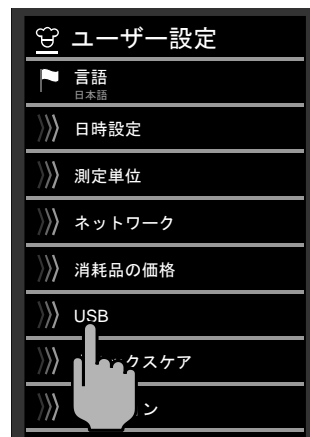 ユーザー設定
言語
日本語
日時設定
測定単位
ネットワーク
消耗品の価格
USB
ックスケア
ン